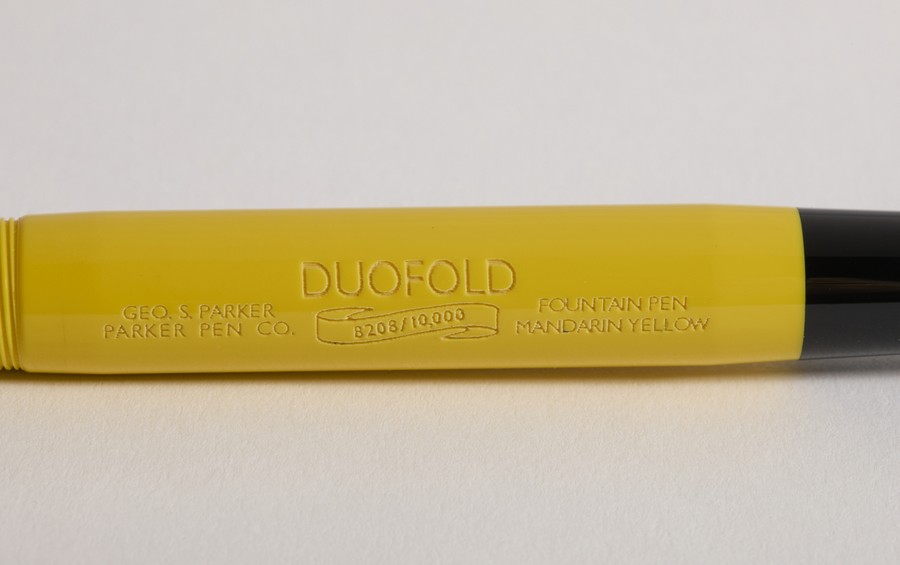 DUOFOLD
GEO. S. PARKER
PARKER PEN CO.
8208/10,000
FOUNTAIN PEN
MANDARIN YELLOW